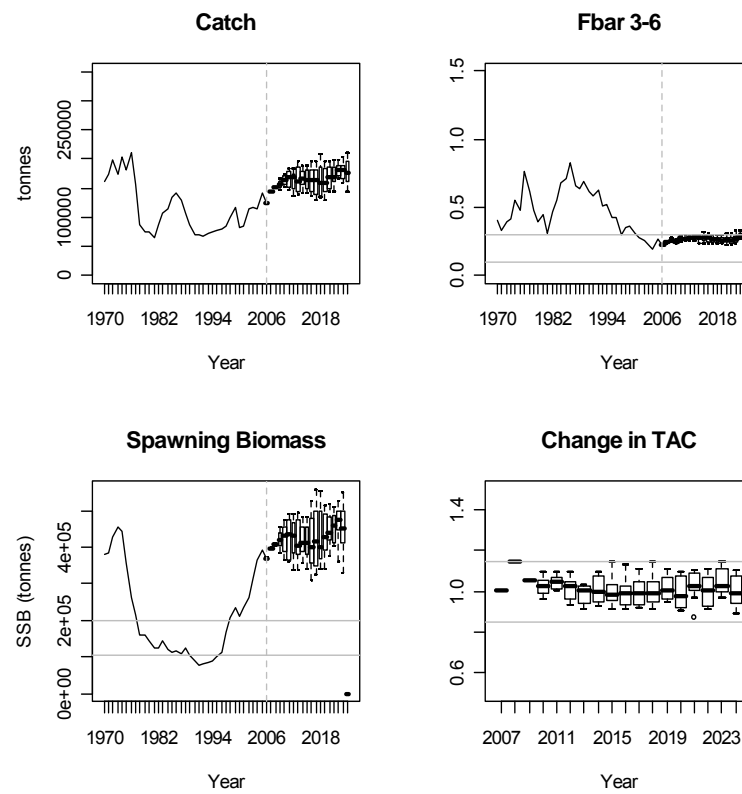 Catch
tonnes
250000
100000
0
1970 1982 1994 2006 2018
Year
Fbar 3-6
1.5
1.0
0.5
0.0
1970 1982 1994 2006 2018
Year
Spawning Biomass
SSB (tonnes)
4e+05
2e+05
0e+00
1970 1982 1994 2006 2018
Year
Change in TAC
1.4
1.0
0.6
2007 2011 2015 2019 2023
Year